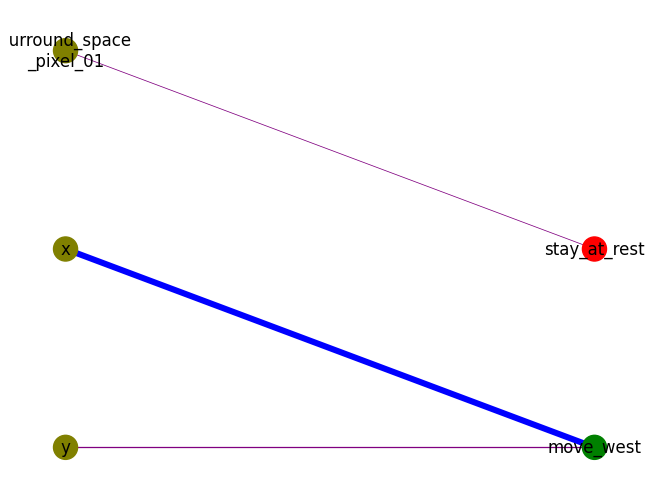 urround_space
_pixel_01
x
stay_at_rest
y
move_west